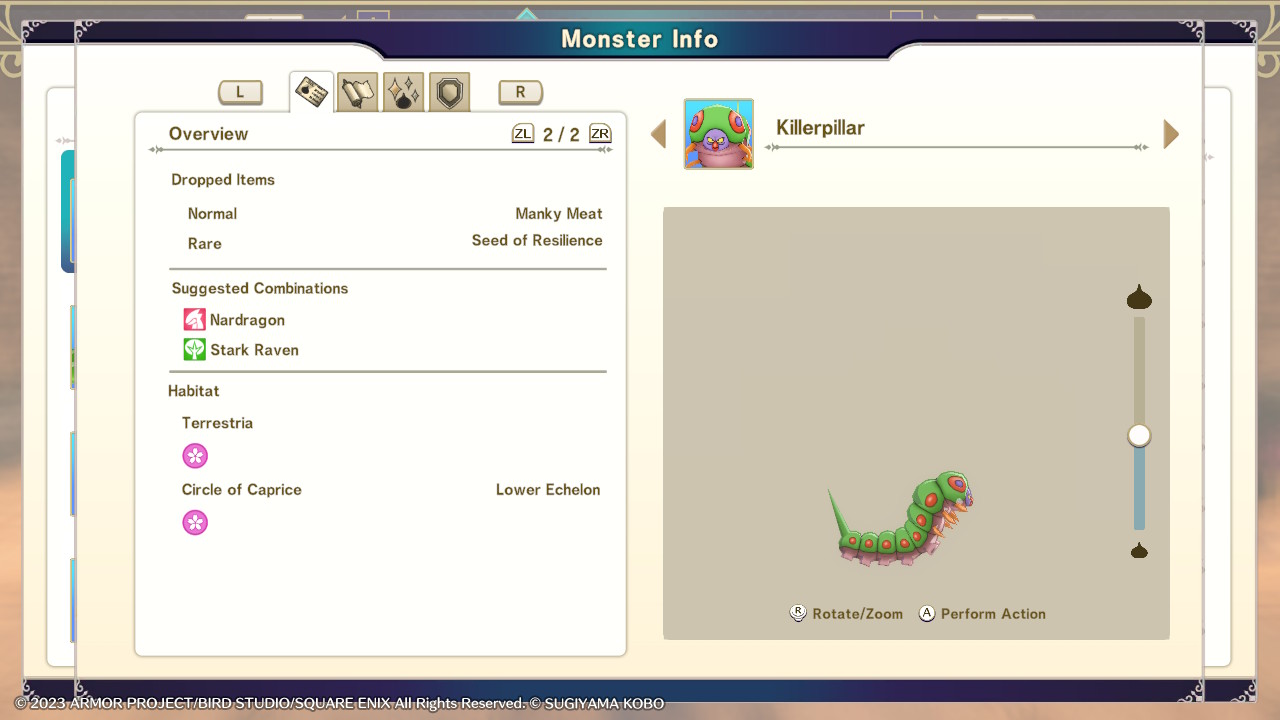 Monster Info
L
R
Overview
ZL 2 / 2 ZR
Dropped Items
Normal Manky Meat
Rare Seed of Resilience
Suggested Combinations
Nardragon
Stark Raven
Habitat
Terrestria
Circle of Caprice Lower Echelon
Killerpillar
R Rotate/Zoom A Perform Action
© 2023 ARMOR PROJECT/BIRD STUDIO/SQUARE ENIX All Rights Reserved. © SUGIYAMA KOBO